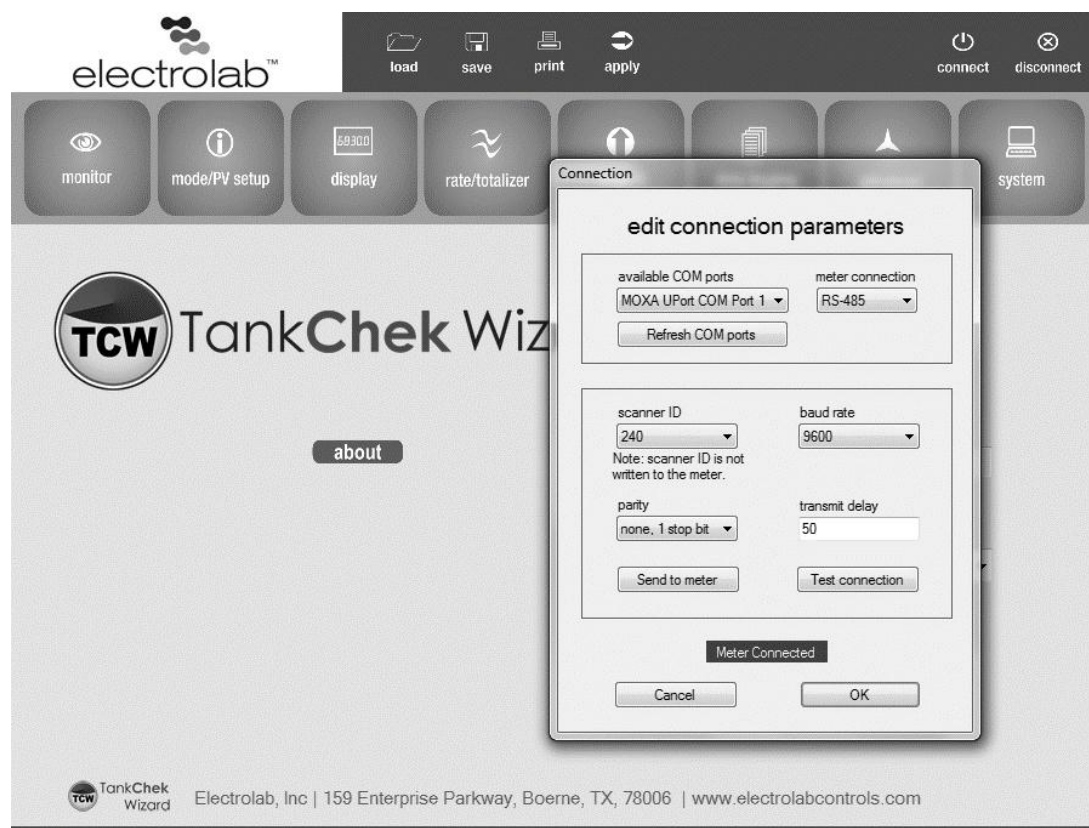 electrolab™
load save print apply connect disconnect
monitor mode/PV setup 68300 display rate/totalizer system
Connection
edit connection parameters
available COM ports meter connection
MOXA UPort COM Port 1 RS-485
Refresh COM ports
TCW TankChek Wiz
scanner ID baud rate
240 9600
about
Note: scanner ID is not
written to the meter.
parity transmit delay
none, 1 stop bit 50
Send to meter Test connection
Meter Connected
Cancel OK
TCW TankChek
Wizard
Electrolab, Inc | 159 Enterprise Parkway, Boerne, TX, 78006 | www.electrolabcontrols.com